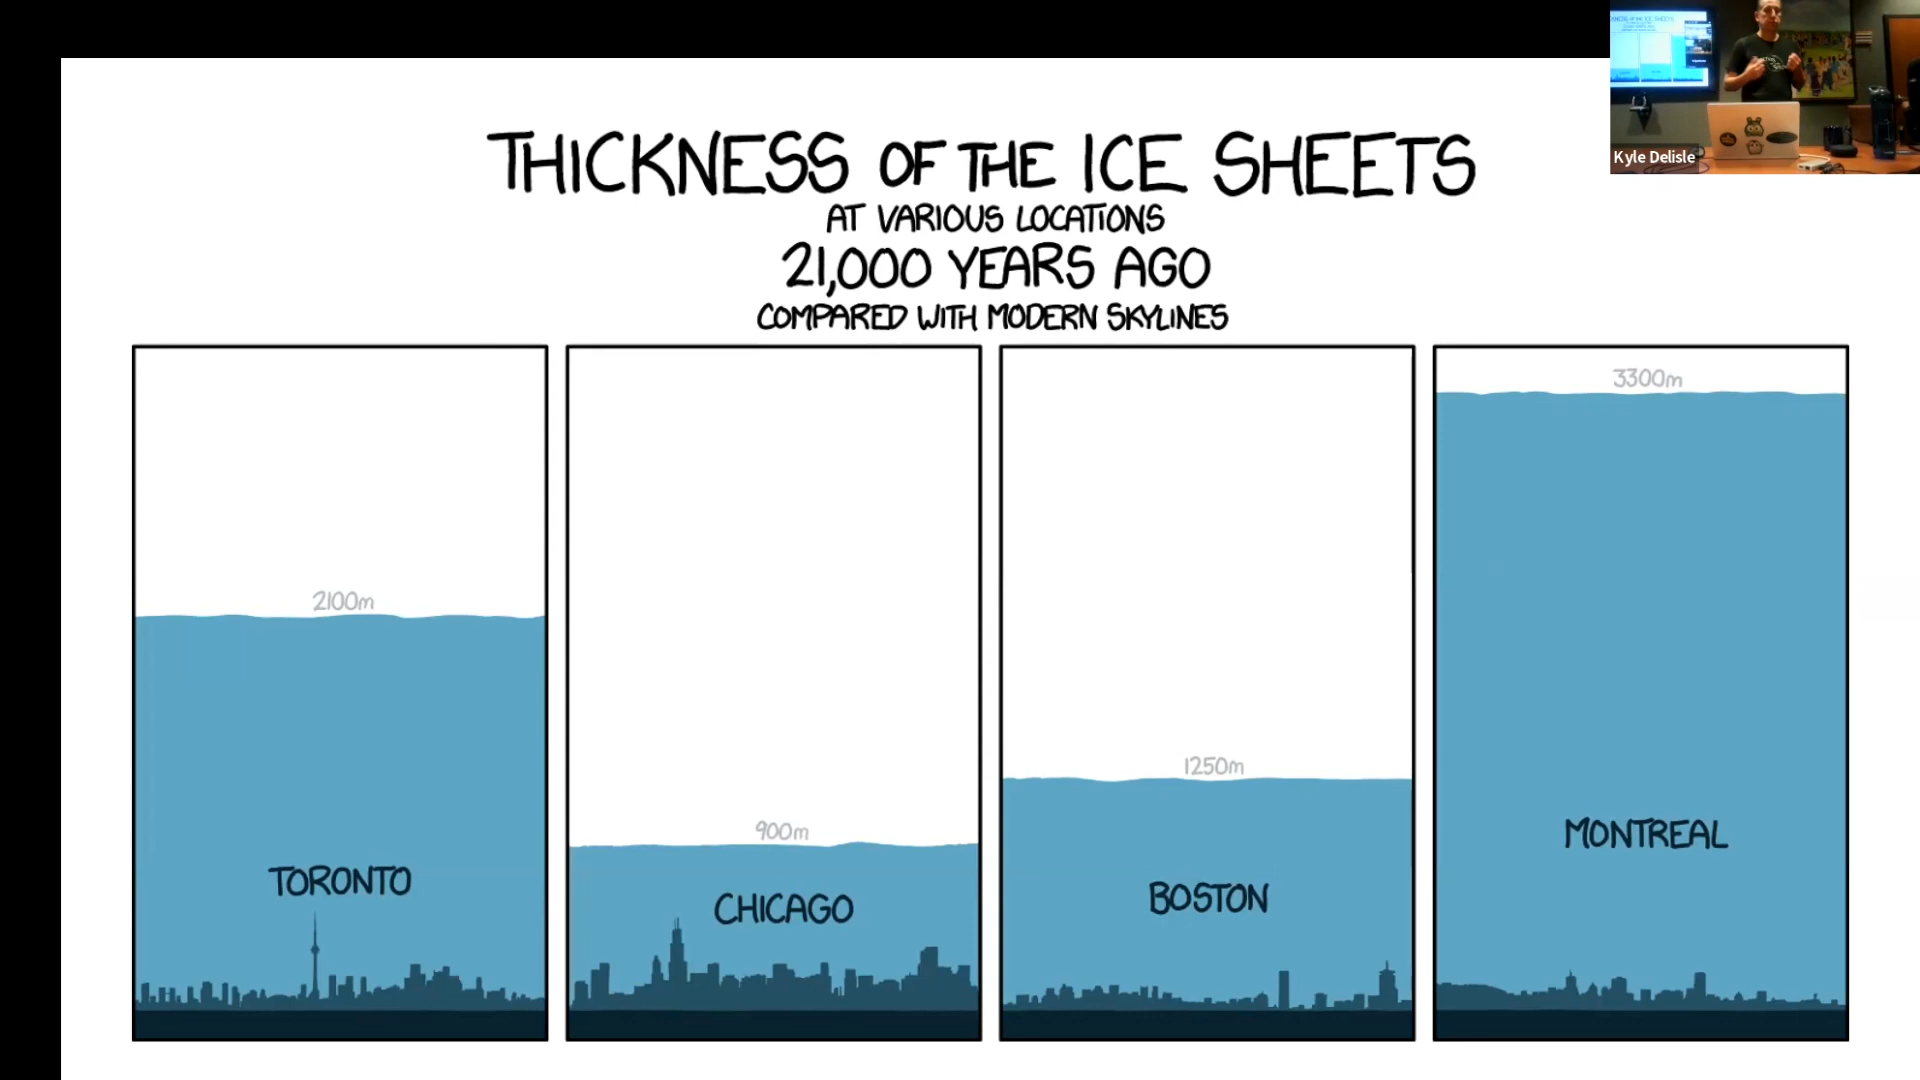 THICKNESS OF THE ICE SHEETS
AT VARIOUS LOCATIONS
21,000 YEARS AGO
COMPARED WITH MODERN SKYLINES
2100m
TORONTO
900m
CHICAGO
1250m
BOSTON
3300m
MONTREAL
Kyle Delisle